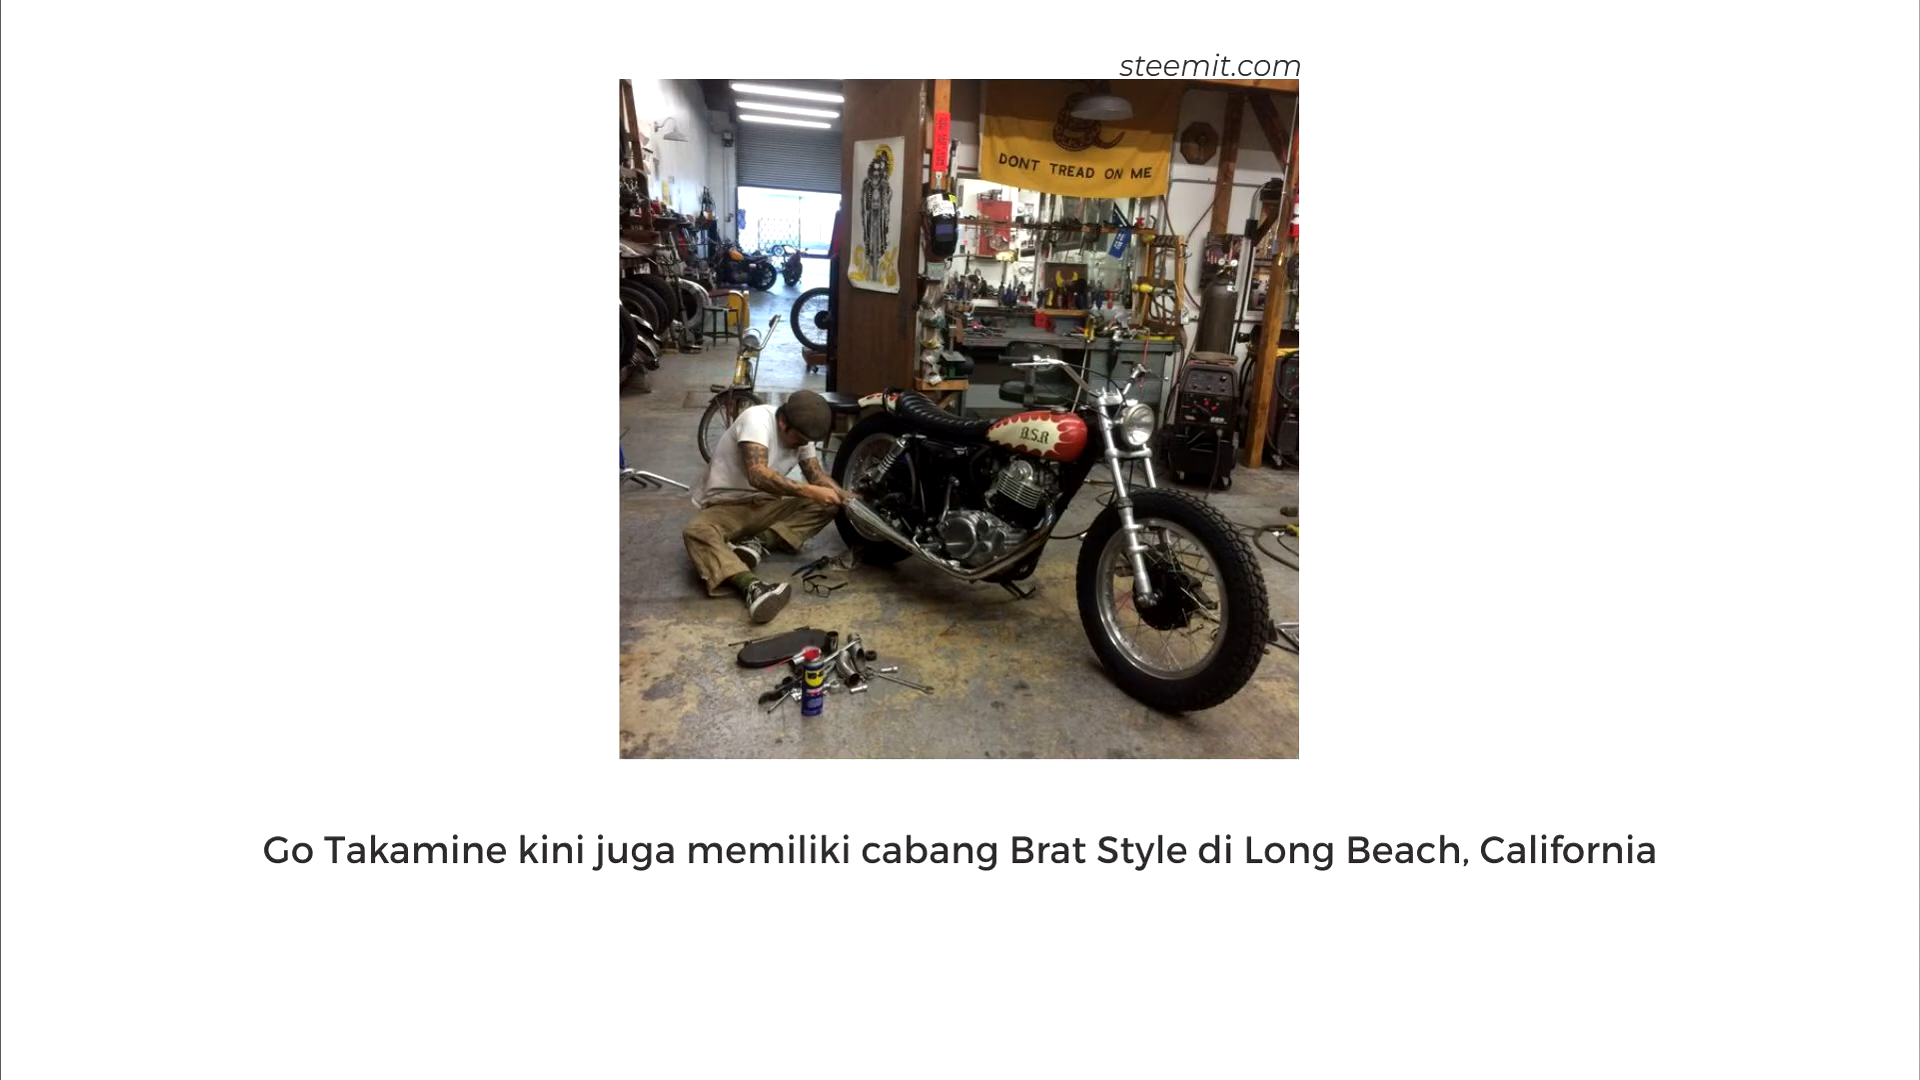 steemit.com
DONT TREAD ON ME
B.S.R
Go Takamine kini juga memiliki cabang Brat Style di Long Beach, California